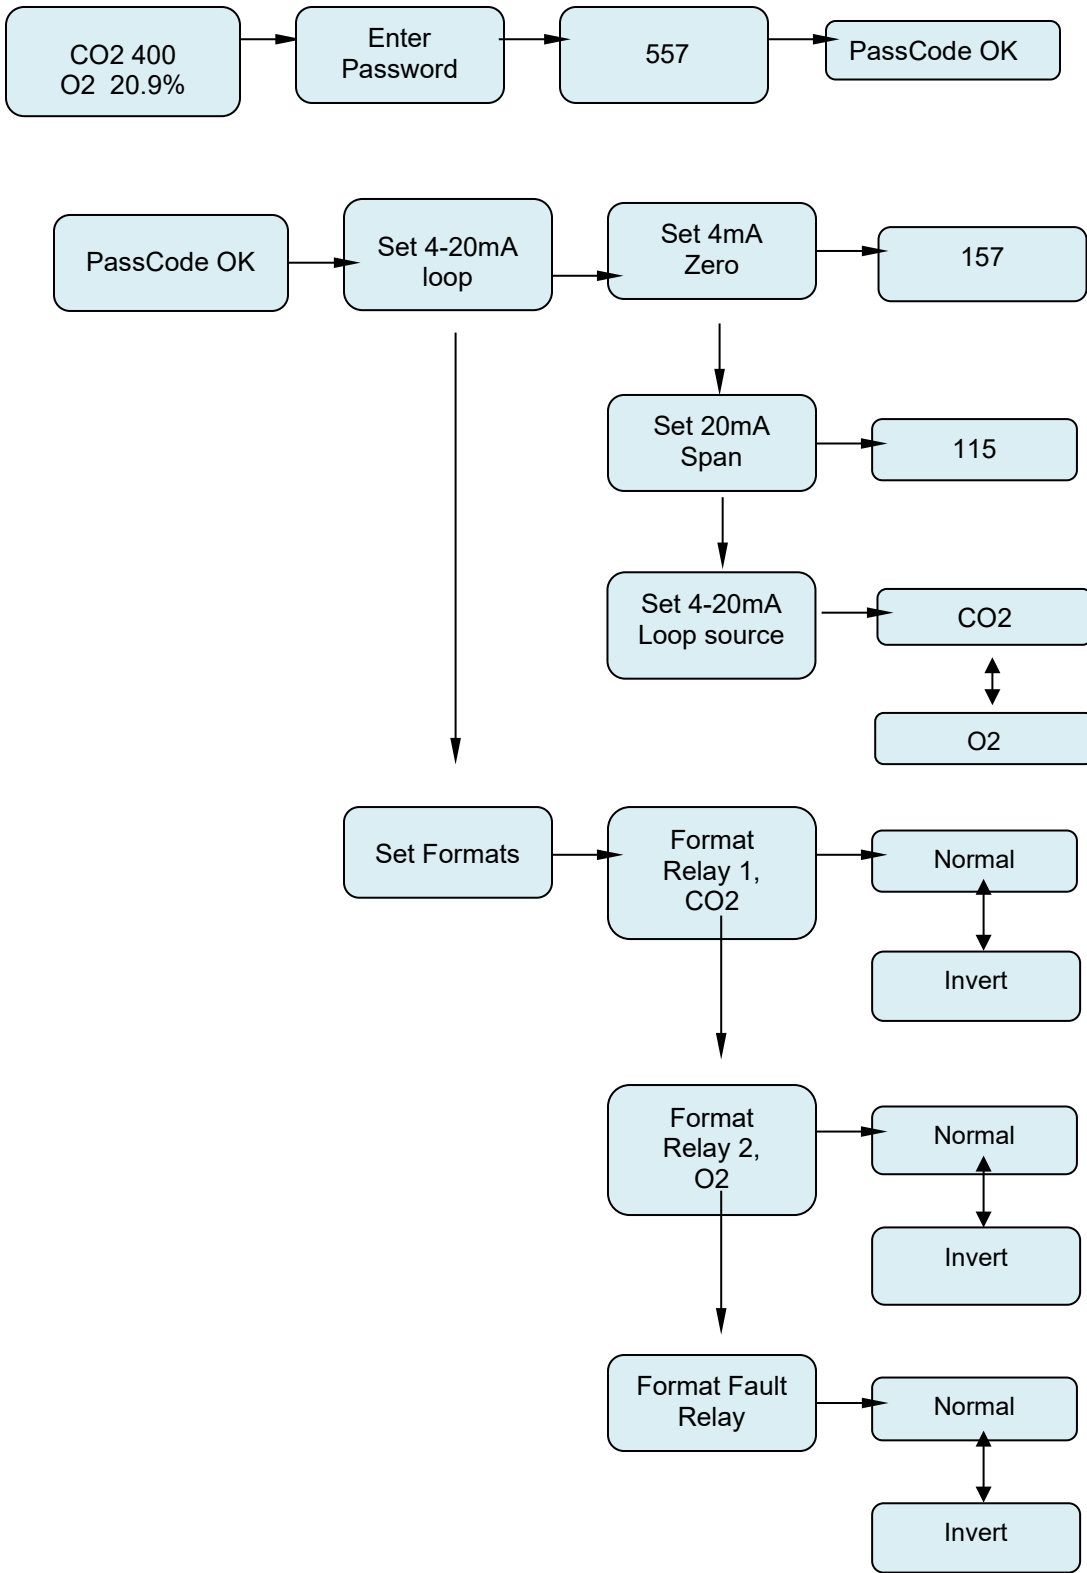 CO2 400
O2  20.9%
Enter
Password
557
PassCode OK
PassCode OK
Set 4-20mA
loop
Set 4mA
Zero
157
Set 20mA
Span
115
Set 4-20mA
Loop source
CO2
O2
Set Formats
Format
Relay 1,
CO2
Normal
Invert
Format
Relay 2,
O2
Normal
Invert
Format Fault
Relay
Normal
Invert